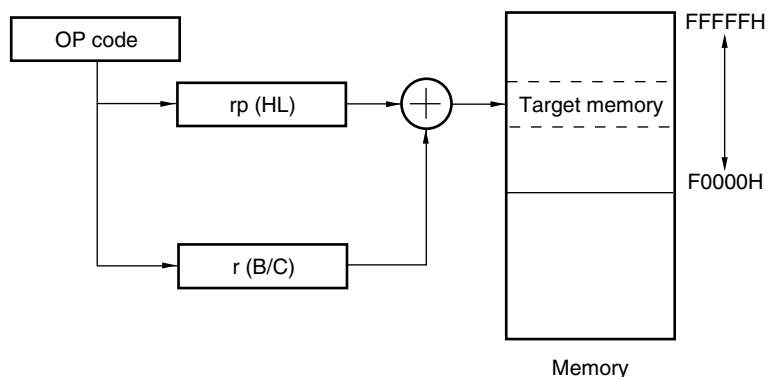 OP code
rp (HL)
r (B/C)
Target memory
FFFFFH
F0000H
Memory